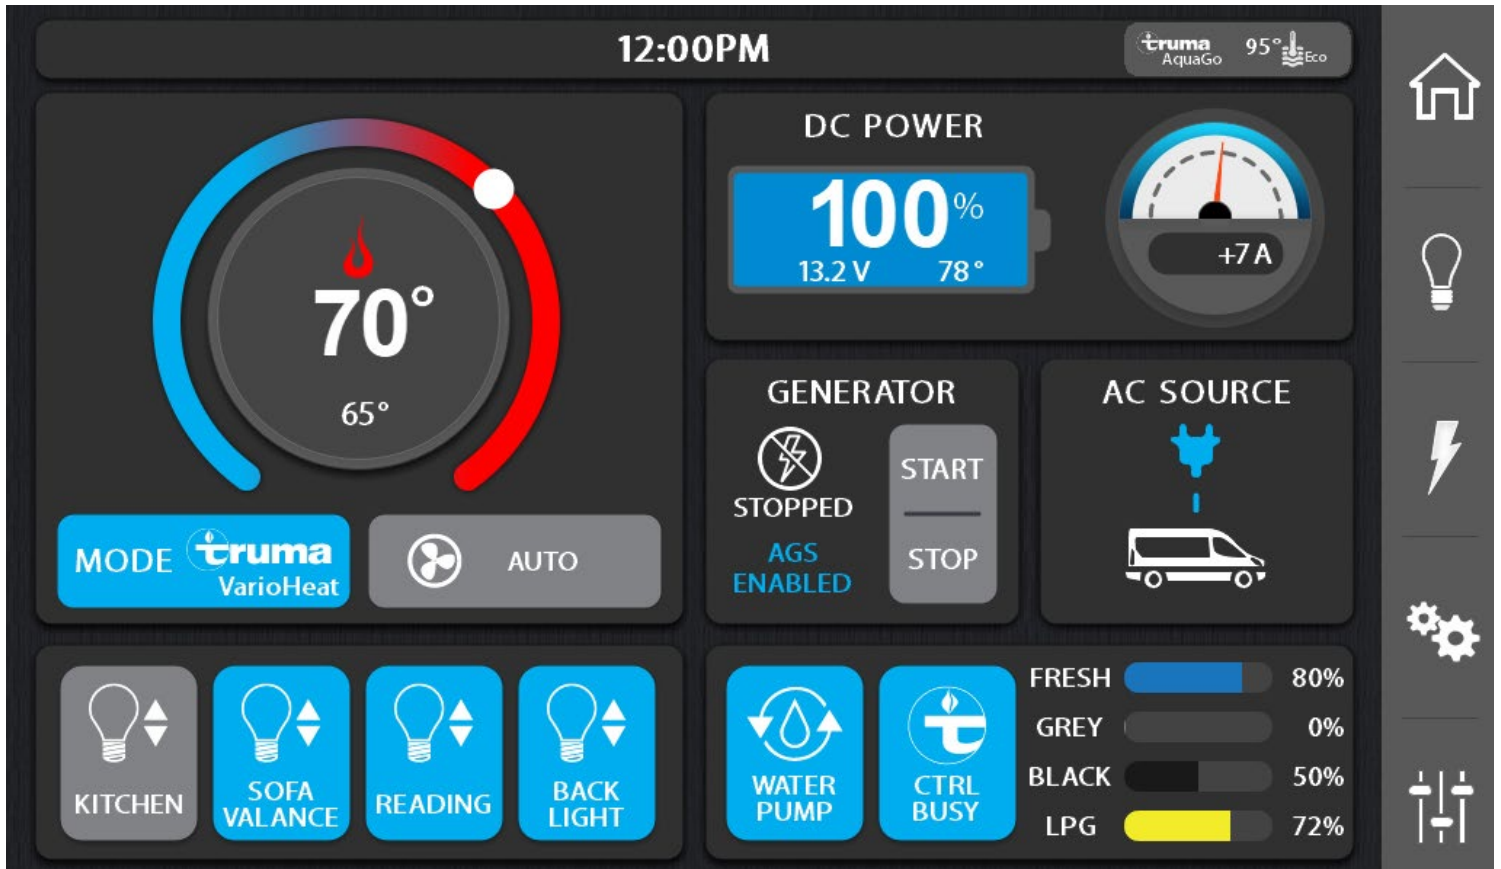 12:00PM
truma
AquaGo
95°
Eco
70°
65°
MODE
truma
VarioHeat
AUTO
DC POWER
100%
13.2 V 78°
+7 A
GENERATOR
STOPPED
AGS
ENABLED
START
STOP
AC SOURCE
KITCHEN
SOFA
VALANCE
READING
BACK
LIGHT
WATER
PUMP
CTRL
BUSY
FRESH 80%
GREY 0%
BLACK 50%
LPG 72%